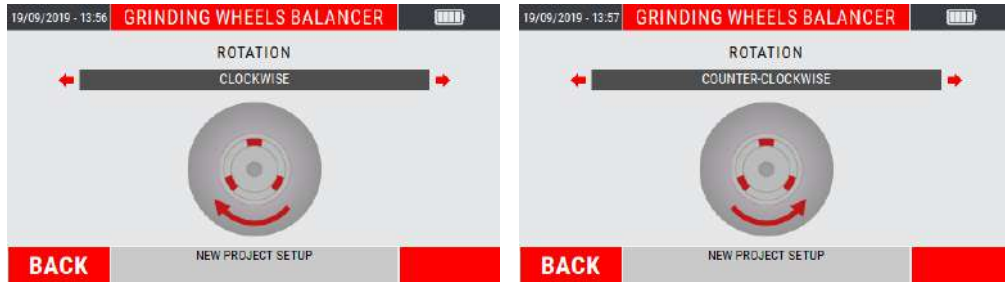 19/09/2019 - 13:56 GRINDING WHEELS BALANCER
ROTATION
CLOCKWISE
BACK NEW PROJECT SETUP
19/09/2019 - 13:57 GRINDING WHEELS BALANCER
ROTATION
COUNTER-CLOCKWISE
BACK NEW PROJECT SETUP